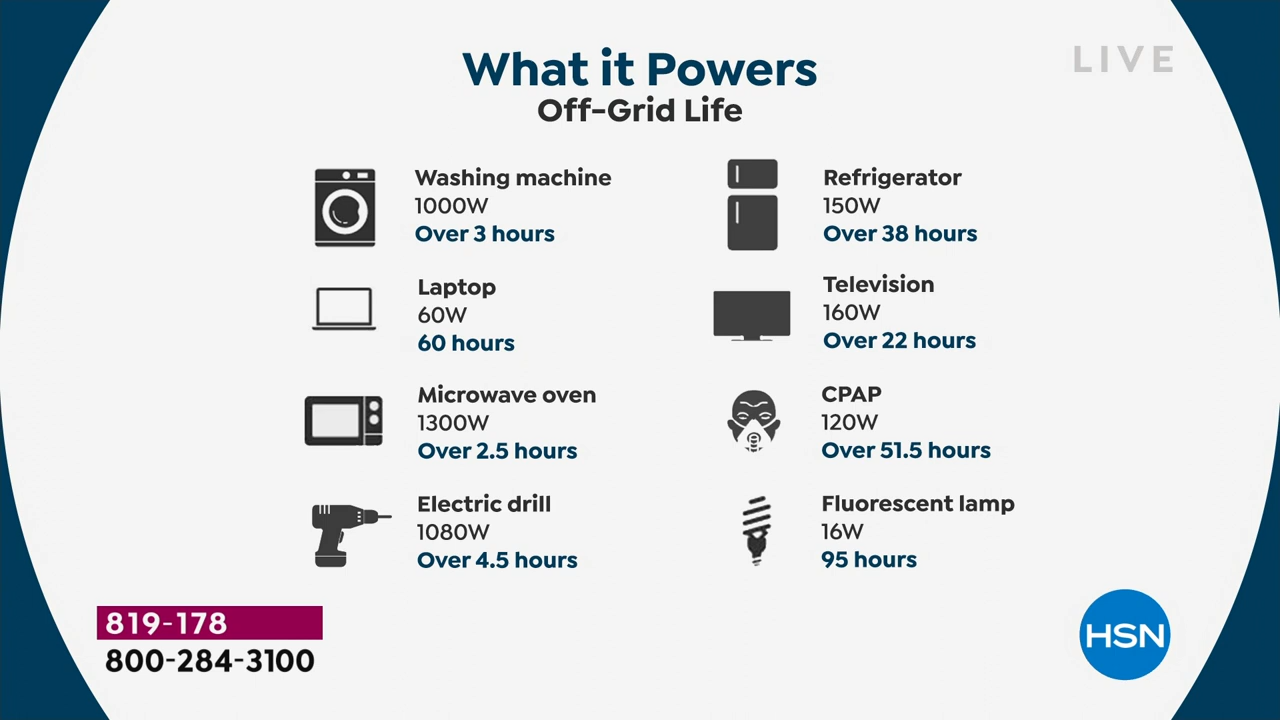 What it Powers
Off-Grid Life
LIVE
Washing machine
1000W
Over 3 hours
Refrigerator
150W
Over 38 hours
Laptop
60W
60 hours
Television
160W
Over 22 hours
Microwave oven
1300W
Over 2.5 hours
CPAP
120W
Over 51.5 hours
Electric drill
1080W
Over 4.5 hours
Fluorescent lamp
16W
95 hours
819-178
800-284-3100
HSN